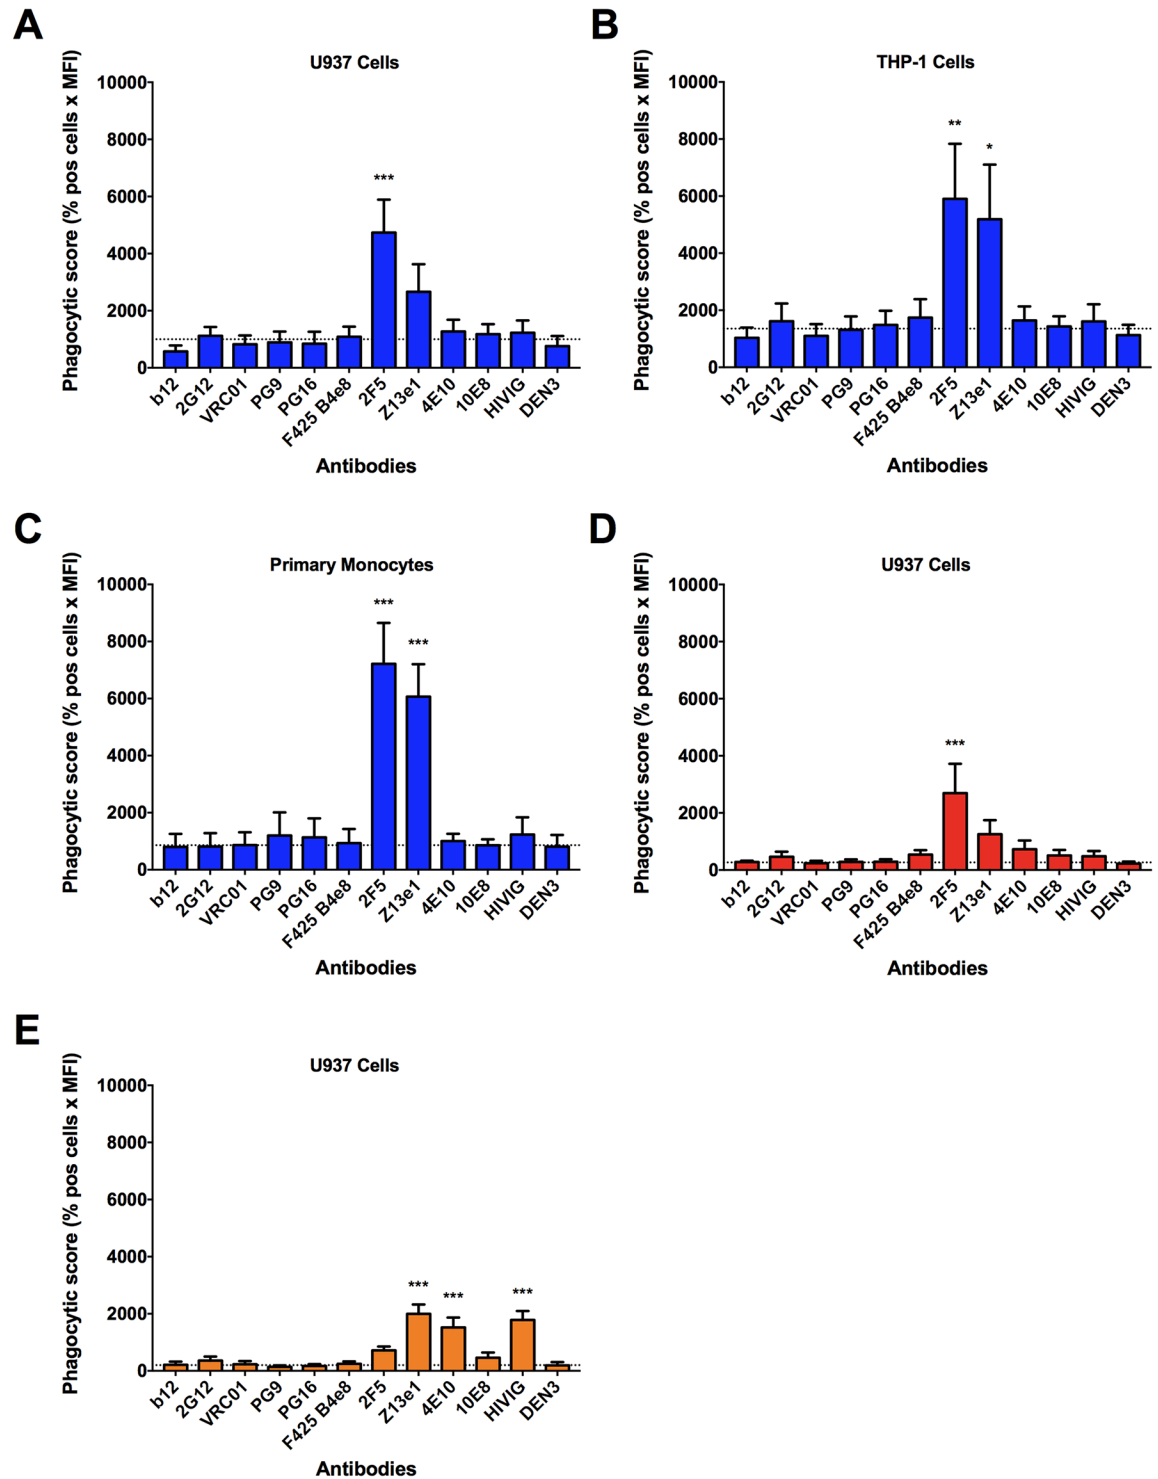 A
U937 Cells
Phagocytic score (% pos cells x MFI)
10000
8000
6000
4000
2000
0
***
b12
2G12
VRC01
PG9
PG16
F425 B4e8
2F5
Z13e1
4E10
10E8
HIVIG
DEN3
Antibodies
B
THP-1 Cells
Phagocytic score (% pos cells x MFI)
10000
8000
6000
4000
2000
0
**
*
b12
2G12
VRC01
PG9
PG16
F425 B4e8
2F5
Z13e1
4E10
10E8
HIVIG
DEN3
Antibodies
C
Primary Monocytes
Phagocytic score (% pos cells x MFI)
10000
8000
6000
4000
2000
0
***
***
b12
2G12
VRC01
PG9
PG16
F425 B4e8
2F5
Z13e1
4E10
10E8
HIVIG
DEN3
Antibodies
D
U937 Cells
Phagocytic score (% pos cells x MFI)
10000
8000
6000
4000
2000
0
***
b12
2G12
VRC01
PG9
PG16
F425 B4e8
2F5
Z13e1
4E10
10E8
HIVIG
DEN3
Antibodies
E
U937 Cells
Phagocytic score (% pos cells x MFI)
10000
8000
6000
4000
2000
0
***
***
***
b12
2G12
VRC01
PG9
PG16
F425 B4e8
2F5
Z13e1
4E10
10E8
HIVIG
DEN3
Antibodies